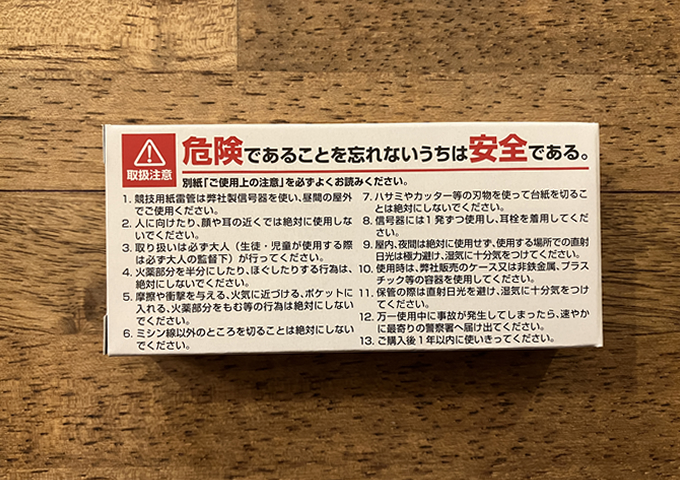 危険であることを忘れないうちは安全である。
取扱注意
別紙「ご使用上の注意」を必ずよくお読みください。
1. 競技用紙雷管は弊社製信号器を使い、昼間の屋外
でご使用ください。
2. 人に向けたり、顔や耳の近くでは絶対に使用しな
いでください。
3. 取り扱いは必ず大人（生徒・児童が使用する際
は必ず大人の監督下）が行ってください。
4. 火薬部分を半分にしたり、ほぐしたりする行為は、
絶対にしないでください。
5. 摩擦や衝撃を与える、火気に近づける、ポケットに
入れる、火薬部分をもむ等の行為は絶対にしない
でください。
6. ミシン線以外のところを切ることは絶対にしない
でください。
7. ハサミやカッター等の刃物を使って台紙を切るこ
とは絶対にしないでください。
8. 信号器には1発ずつ使用し、耳栓を着用してくだ
さい。
9. 屋内、夜間は絶対に使用せず、使用する場所での直射
日光は極力避け、湿気に十分気をつけてください。
10. 使用時は、弊社販売のケース又は非鉄金属、プラス
チック等の容器を使用してください。
11. 保管の際は直射日光を避け、湿気に十分気をつけ
てください。
12. 万一使用中に事故が発生してしまったら、速やか
に最寄りの警察署へ届け出てください。
13. ご購入後1年以内に使いきってください。